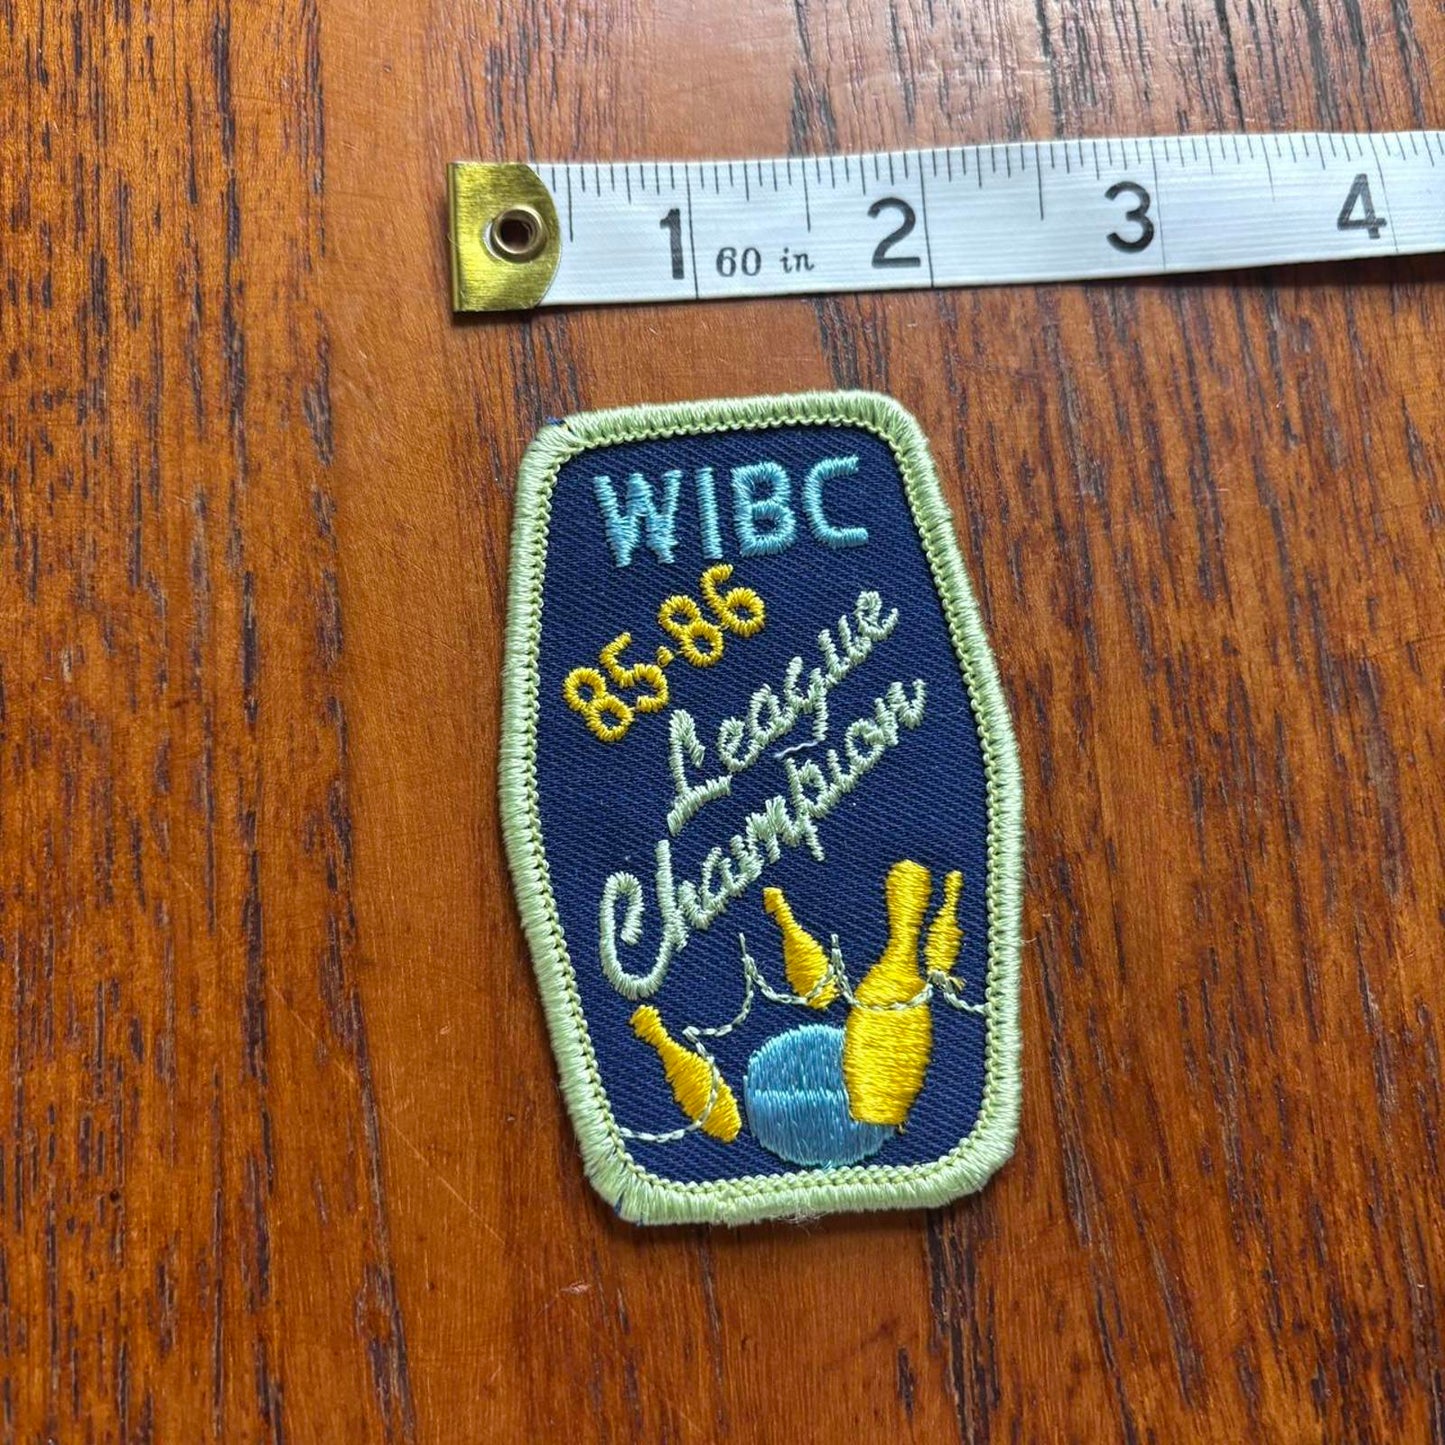 1 60 in 2 3 4
WIBC
85-86
League
Champion